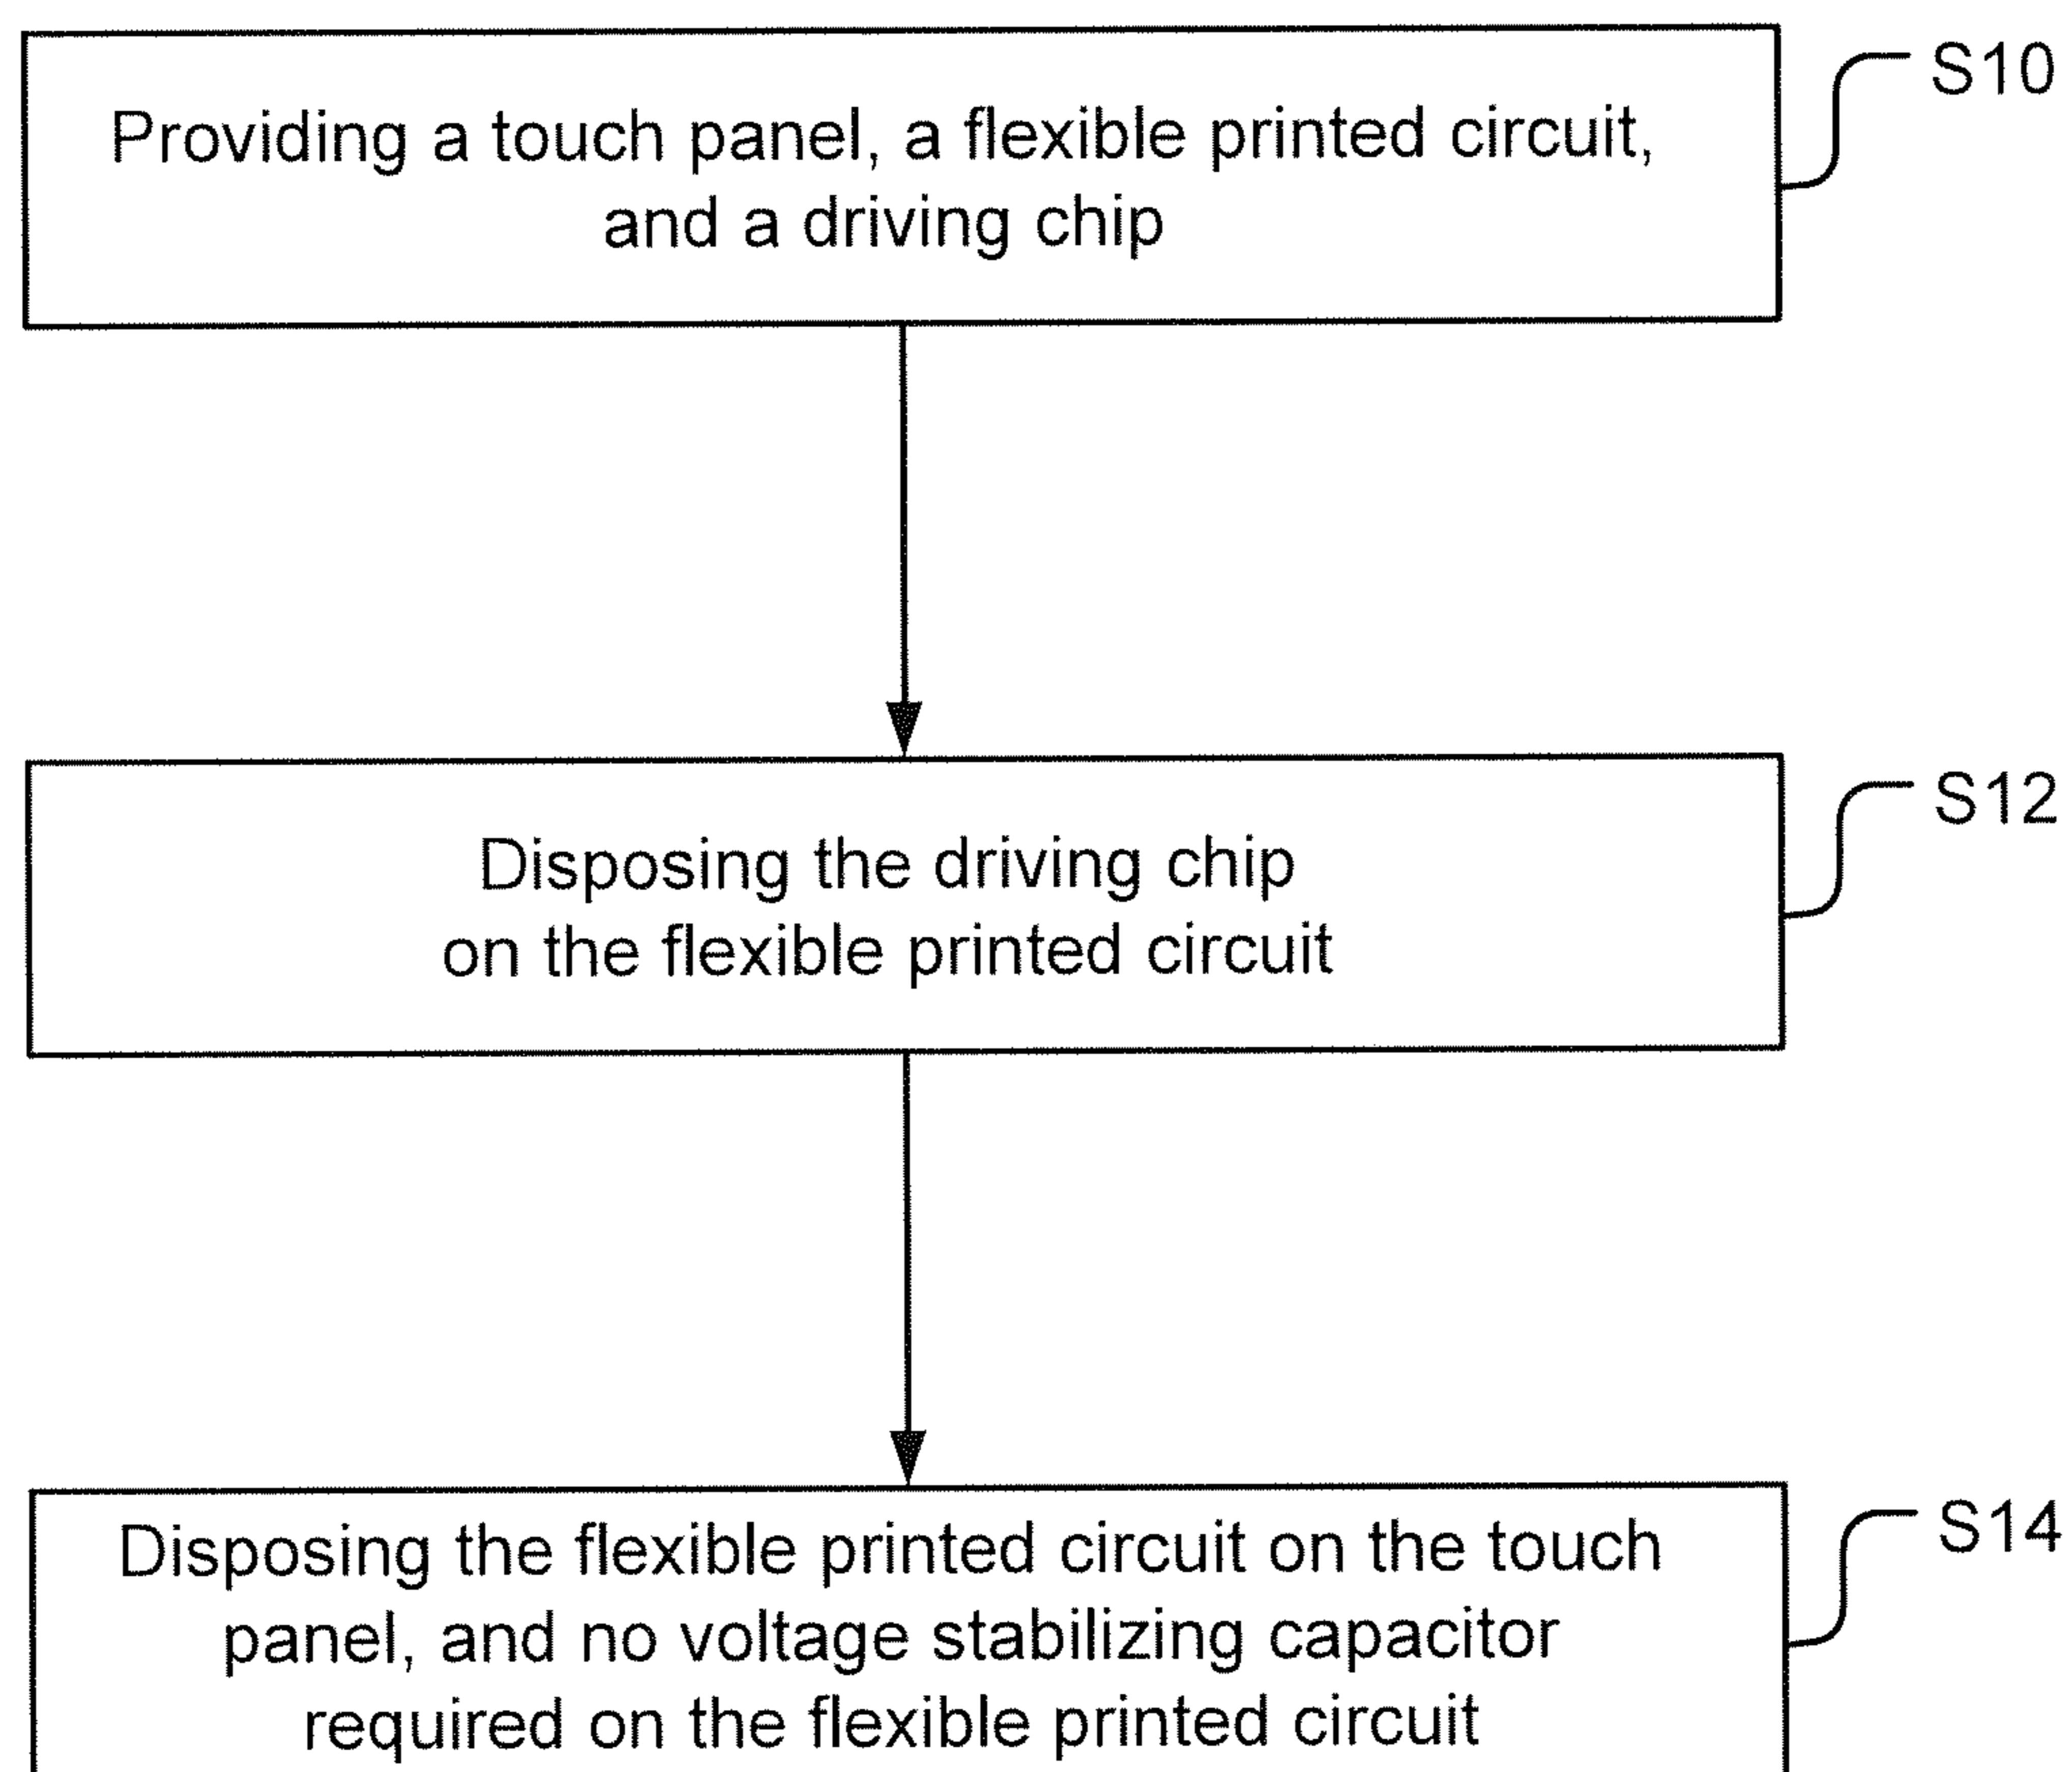 Providing a touch panel, a flexible printed circuit,
and a driving chip
S10
Disposing the driving chip
on the flexible printed circuit
S12
Disposing the flexible printed circuit on the touch
panel, and no voltage stabilizing capacitor
required on the flexible printed circuit
S14